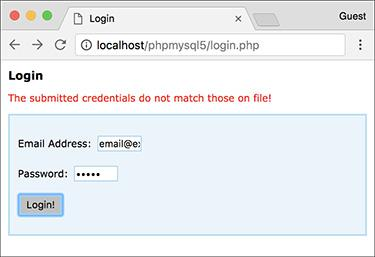 Login
Guest
localhost/phpmysql5/login.php
Login
The submitted credentials do not match those on file!
Email Address: email@e
Password: •••••
Login!